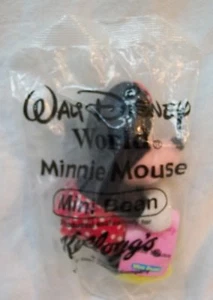 Walt Disney
World®
Minnie Mouse
Mini Bean
Kellogg's